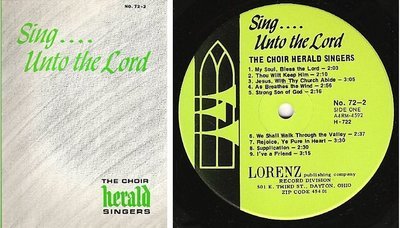 NO. 72-2
Sing....
Unto the Lord
THE CHOIR
herald
SINGERS
Sing....
Unto the Lord
THE CHOIR HERALD SINGERS
1. My Soul, Bless the Lord – 2:03
2. Thou Wilt Keep Him – 2:10
3. Jesus, With Thy Church Abide – 3:05
4. As Breathes the Wind – 2:56
5. Strong Son of God – 2:16
No. 72-2
SIDE ONE
A4RM-4592
H-722
6. We Shall Walk Through the Valley – 2:37
7. Rejoice, Ye Pure in Heart – 3:30
8. Supplication – 2:30
9. I've a Friend – 3:15
LORENZ publishing company
RECORD DIVISION
501 E. THIRD ST., DAYTON, OHIO
ZIP CODE 45401